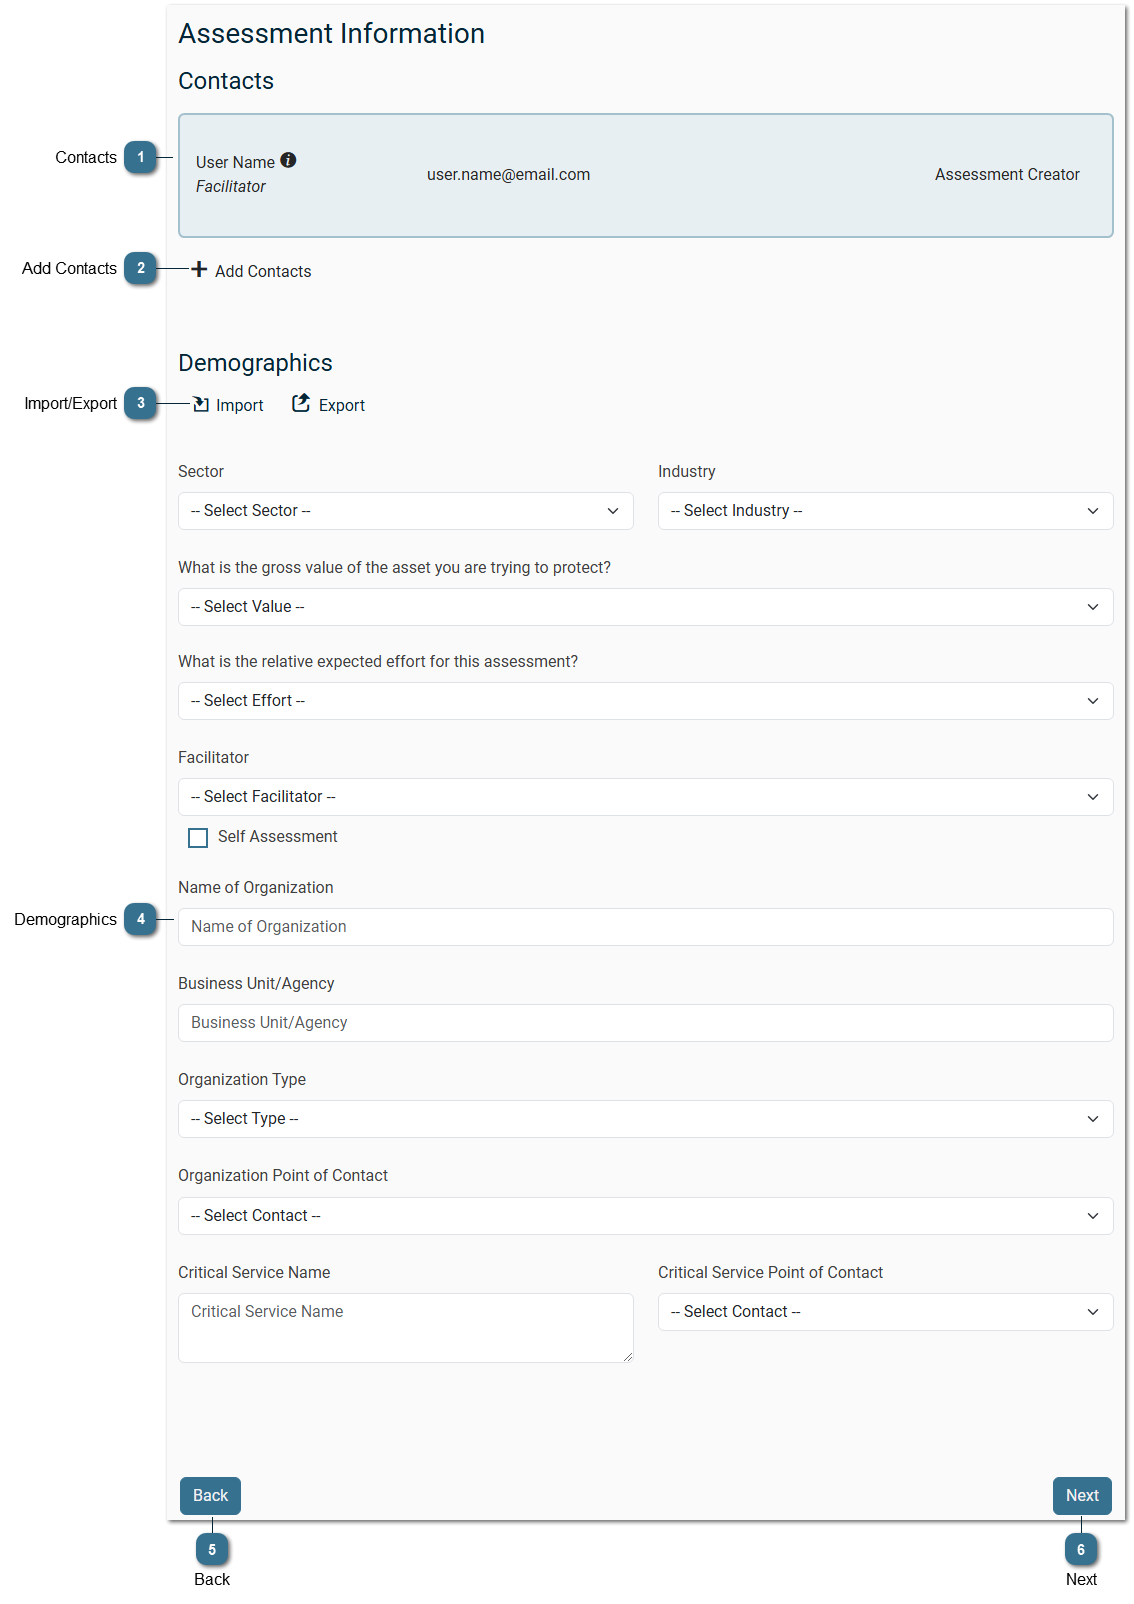 Assessment Information
Contacts
Contacts 1
User Name
Facilitator
user.name@email.com
Assessment Creator
Add Contacts 2
Add Contacts
Demographics
Import/Export 3
Import Export
Sector Industry
-- Select Sector -- -- Select Industry --
What is the gross value of the asset you are trying to protect?
-- Select Value --
What is the relative expected effort for this assessment?
-- Select Effort --
Facilitator
-- Select Facilitator --
Self Assessment
Name of Organization
Demographics 4
Name of Organization
Business Unit/Agency
Business Unit/Agency
Organization Type
-- Select Type --
Organization Point of Contact
-- Select Contact --
Critical Service Name Critical Service Point of Contact
Critical Service Name -- Select Contact --
Back Next
5 6
Back Next